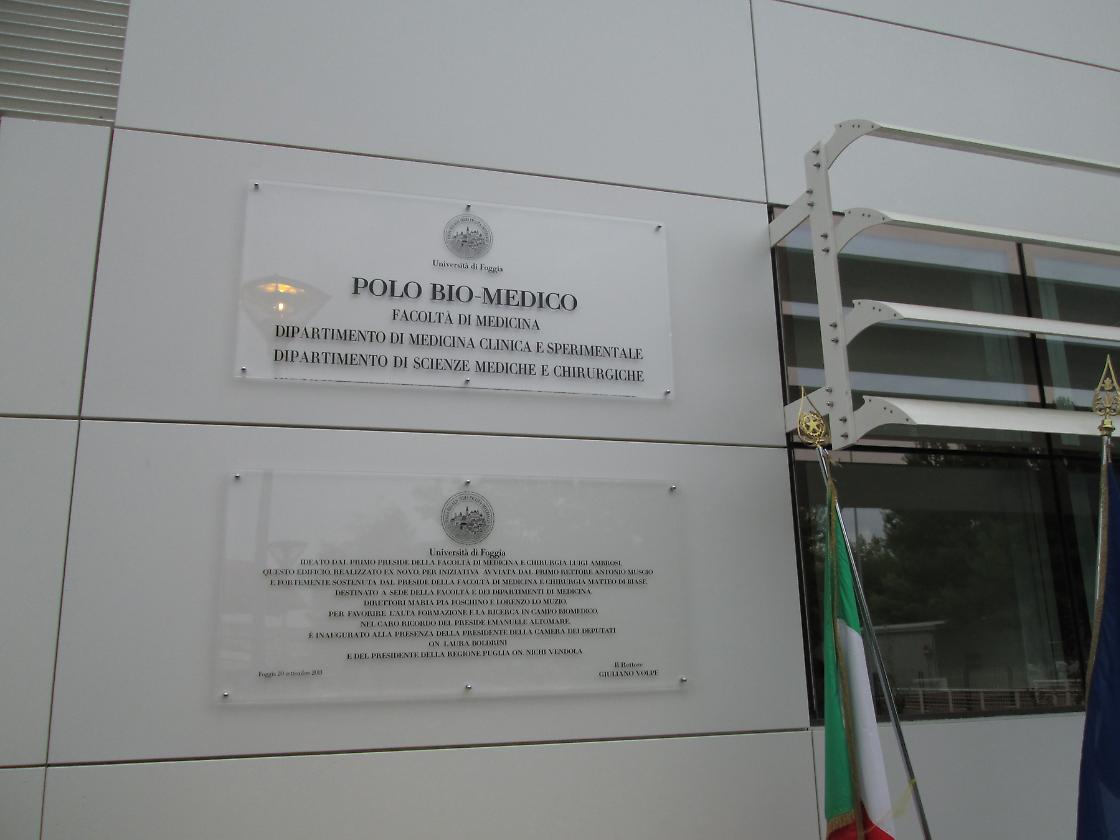 Università di Foggia
POLO BIO-MEDICO
FACOLTÀ DI MEDICINA
DIPARTIMENTO DI MEDICINA CLINICA E SPERIMENTALE
DIPARTIMENTO DI SCIENZE MEDICHE E CHIRURGICHE
Università di Foggia
IDEATO DAL PRIMO PRESIDE DELLA FACOLTÀ DI MEDICINA E CHIRURGIA LUIGI AMBROSI,
QUESTO EDIFICIO, REALIZZATO EX NOVO, PER INIZIATIVA AVVIATA DAL PRIMO RETTORE ANTONIO MUSCIO
E FORTEMENTE SOSTENUTA DAL PRESIDE DELLA FACOLTÀ DI MEDICINA E CHIRURGIA MATTEO DI BIASE,
DESTINATO A SEDE DELLA FACOLTÀ E DEI DIPARTIMENTI DI MEDICINA,
DIRETTORI MARIA PIA FOSCHINO E LORENZO LO MUZIO,
PER FAVORIRE L'ALTA FORMAZIONE E LA RICERCA IN CAMPO BIOMEDICO,
NEL CARO RICORDO DEL PRESIDE EMANUELE ALTOMARE,
È INAUGURATO ALLA PRESENZA DELLA PRESIDENTE DELLA CAMERA DEI DEPUTATI
ON. LAURA BOLDRINI
E DEL PRESIDENTE DELLA REGIONE PUGLIA ON. NICHI VENDOLA
Foggia 20 settembre 2013
Il Rettore
GIULIANO VOLPE